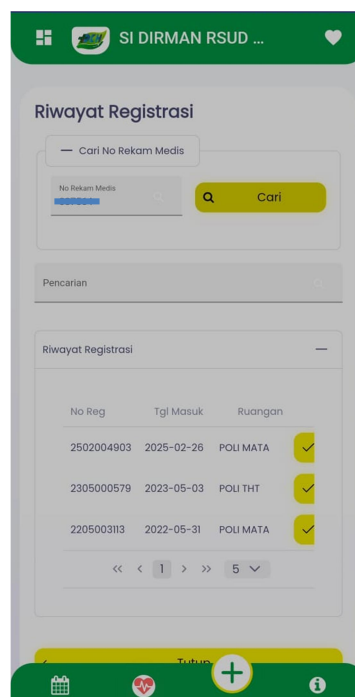 SI DIRMAN RSUD ...
Riwayat Registrasi
Cari No Rekam Medis
No Rekam Medis
Cari
Pencarian
Riwayat Registrasi
No Reg Tgl Masuk Ruangan
2502004903 2025-02-26 POLI MATA
2305000579 2023-05-03 POLI THT
2205003113 2022-05-31 POLI MATA
<< < 1 > >> 5
Tutup